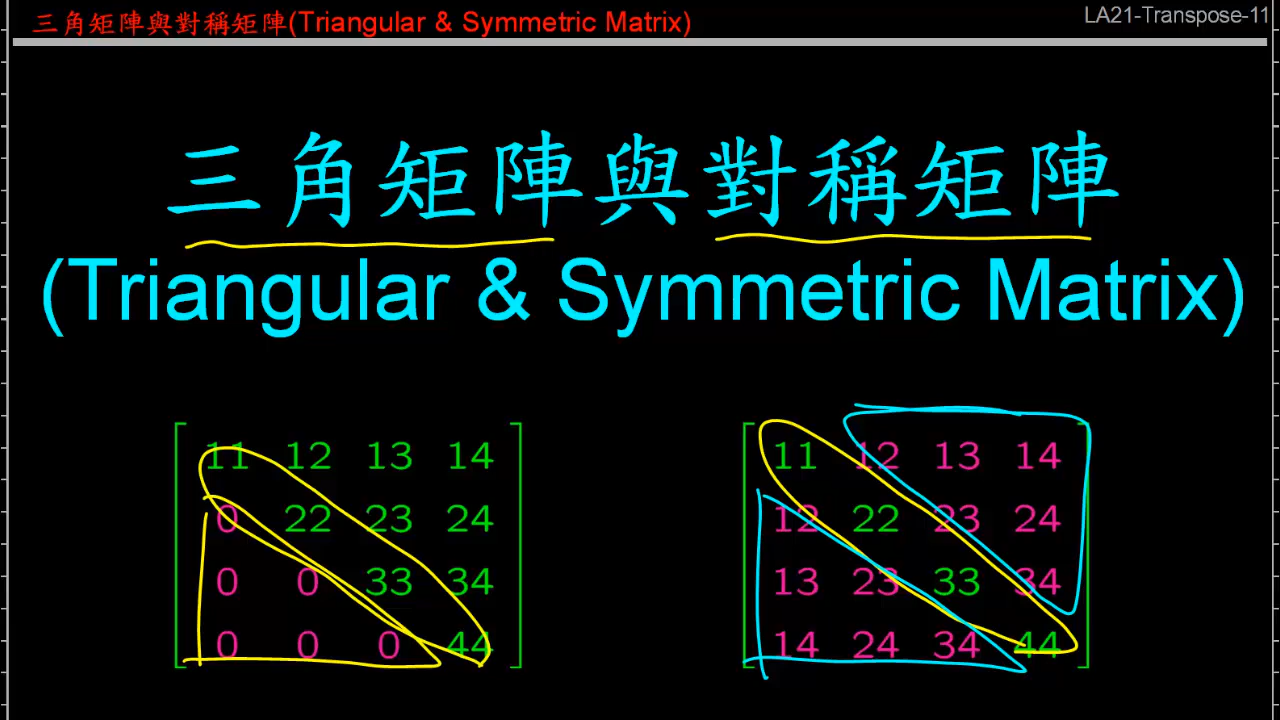 三角矩陣與對稱矩陣(Triangular & Symmetric Matrix)
LA21-Transpose-11
三角矩陣與對稱矩陣
(Triangular & Symmetric Matrix)
11 12 13 14
0 22 23 24
0 0 33 34
0 0 0 44
11 12 13 14
12 22 23 24
13 23 33 34
14 24 34 44